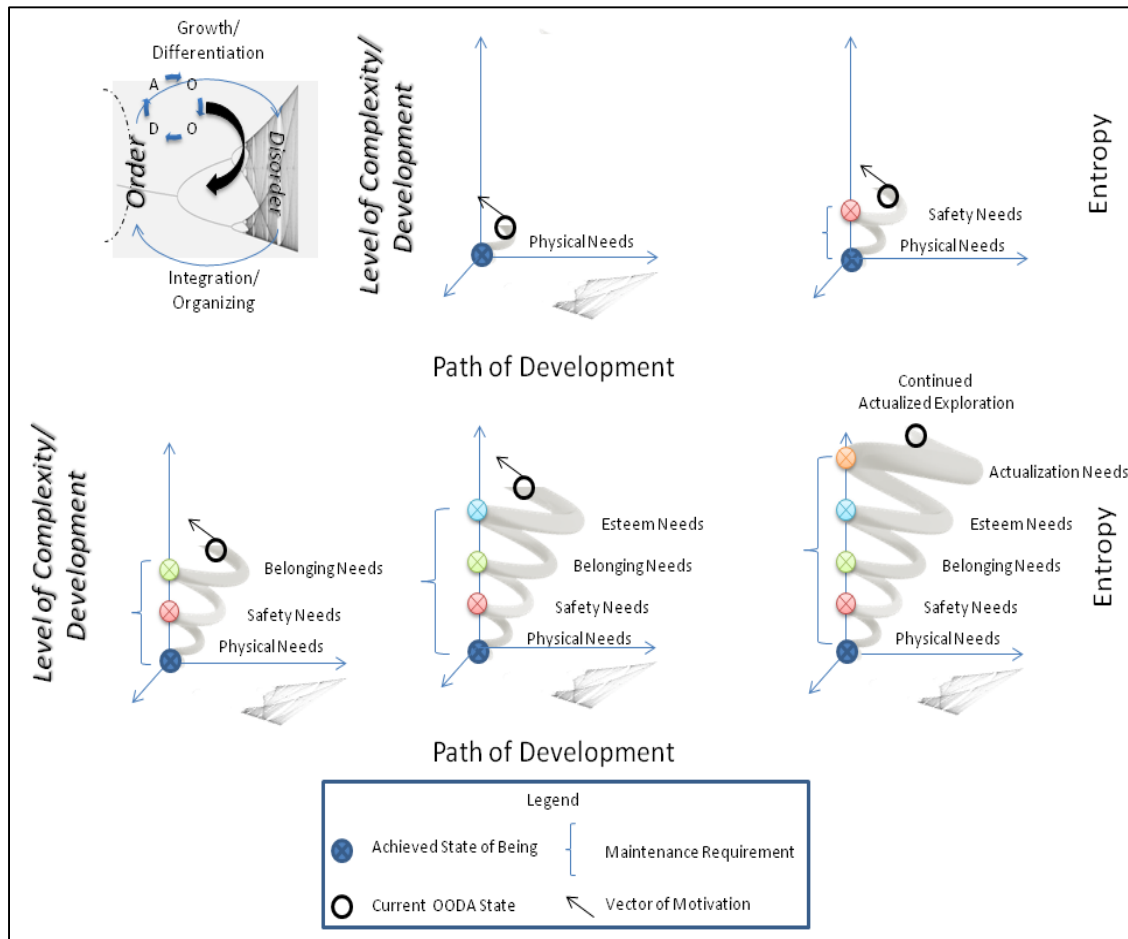 Growth/
Differentiation
A O
D O
Order
Disorder
Integration/
Organizing
Level of Complexity/
Development
Physical Needs
Safety Needs
Physical Needs
Entropy
Path of Development
Level of Complexity/
Development
Belonging Needs
Safety Needs
Physical Needs
Esteem Needs
Belonging Needs
Safety Needs
Physical Needs
Continued
Actualized Exploration
Actualization Needs
Esteem Needs
Belonging Needs
Safety Needs
Physical Needs
Entropy
Path of Development
Legend
Achieved State of Being
Maintenance Requirement
Current OODA State
Vector of Motivation